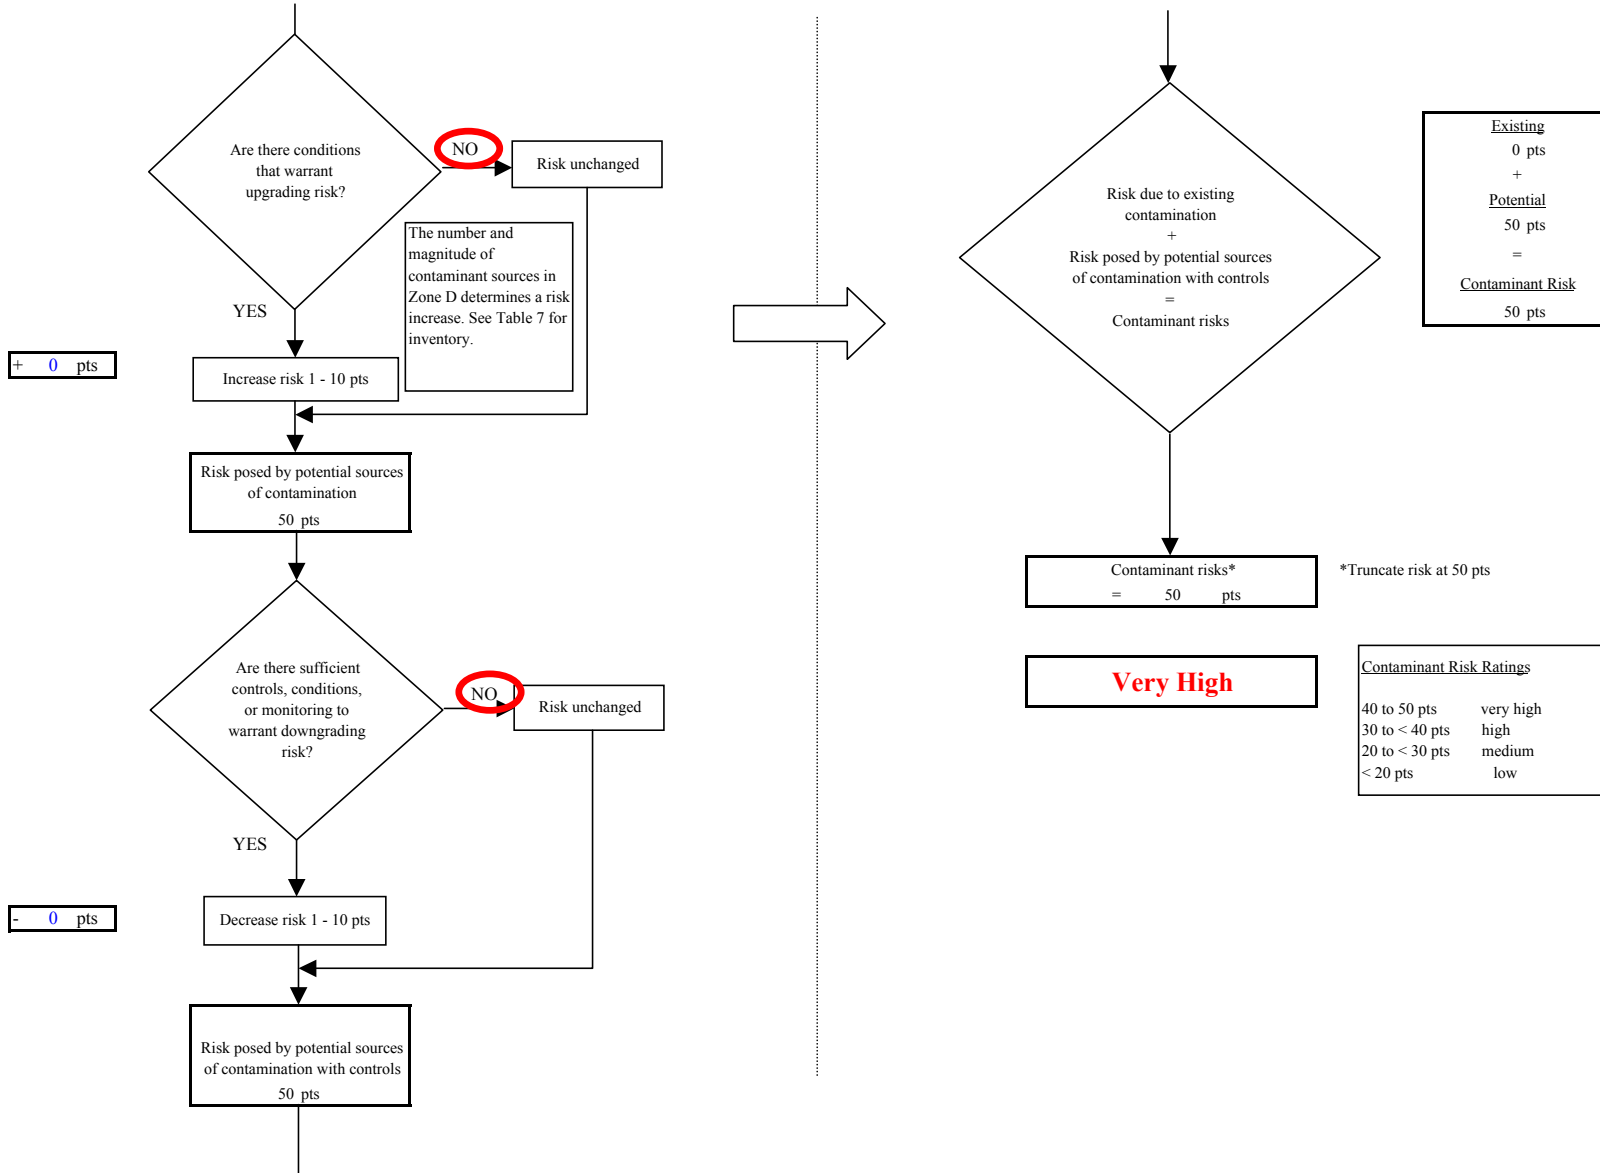 Are there conditions
that warrant
upgrading risk?
NO
Risk unchanged
The number and
magnitude of
contaminant sources in
Zone D determines a risk
increase. See Table 7 for
inventory.
YES
+ 0 pts
Increase risk 1 - 10 pts
Risk posed by potential sources
of contamination
50 pts
Are there sufficient
controls, conditions,
or monitoring to
warrant downgrading
risk?
NO
Risk unchanged
YES
- 0 pts
Decrease risk 1 - 10 pts
Risk posed by potential sources
of contamination with controls
50 pts
Risk due to existing
contamination
+
Risk posed by potential sources
of contamination with controls
=
Contaminant risks
Existing
0 pts
+
Potential
50 pts
=
Contaminant Risk
50 pts
Contaminant risks*
= 50 pts
*Truncate risk at 50 pts
Very High
Contaminant Risk Ratings
40 to 50 pts very high
30 to < 40 pts high
20 to < 30 pts medium
< 20 pts low